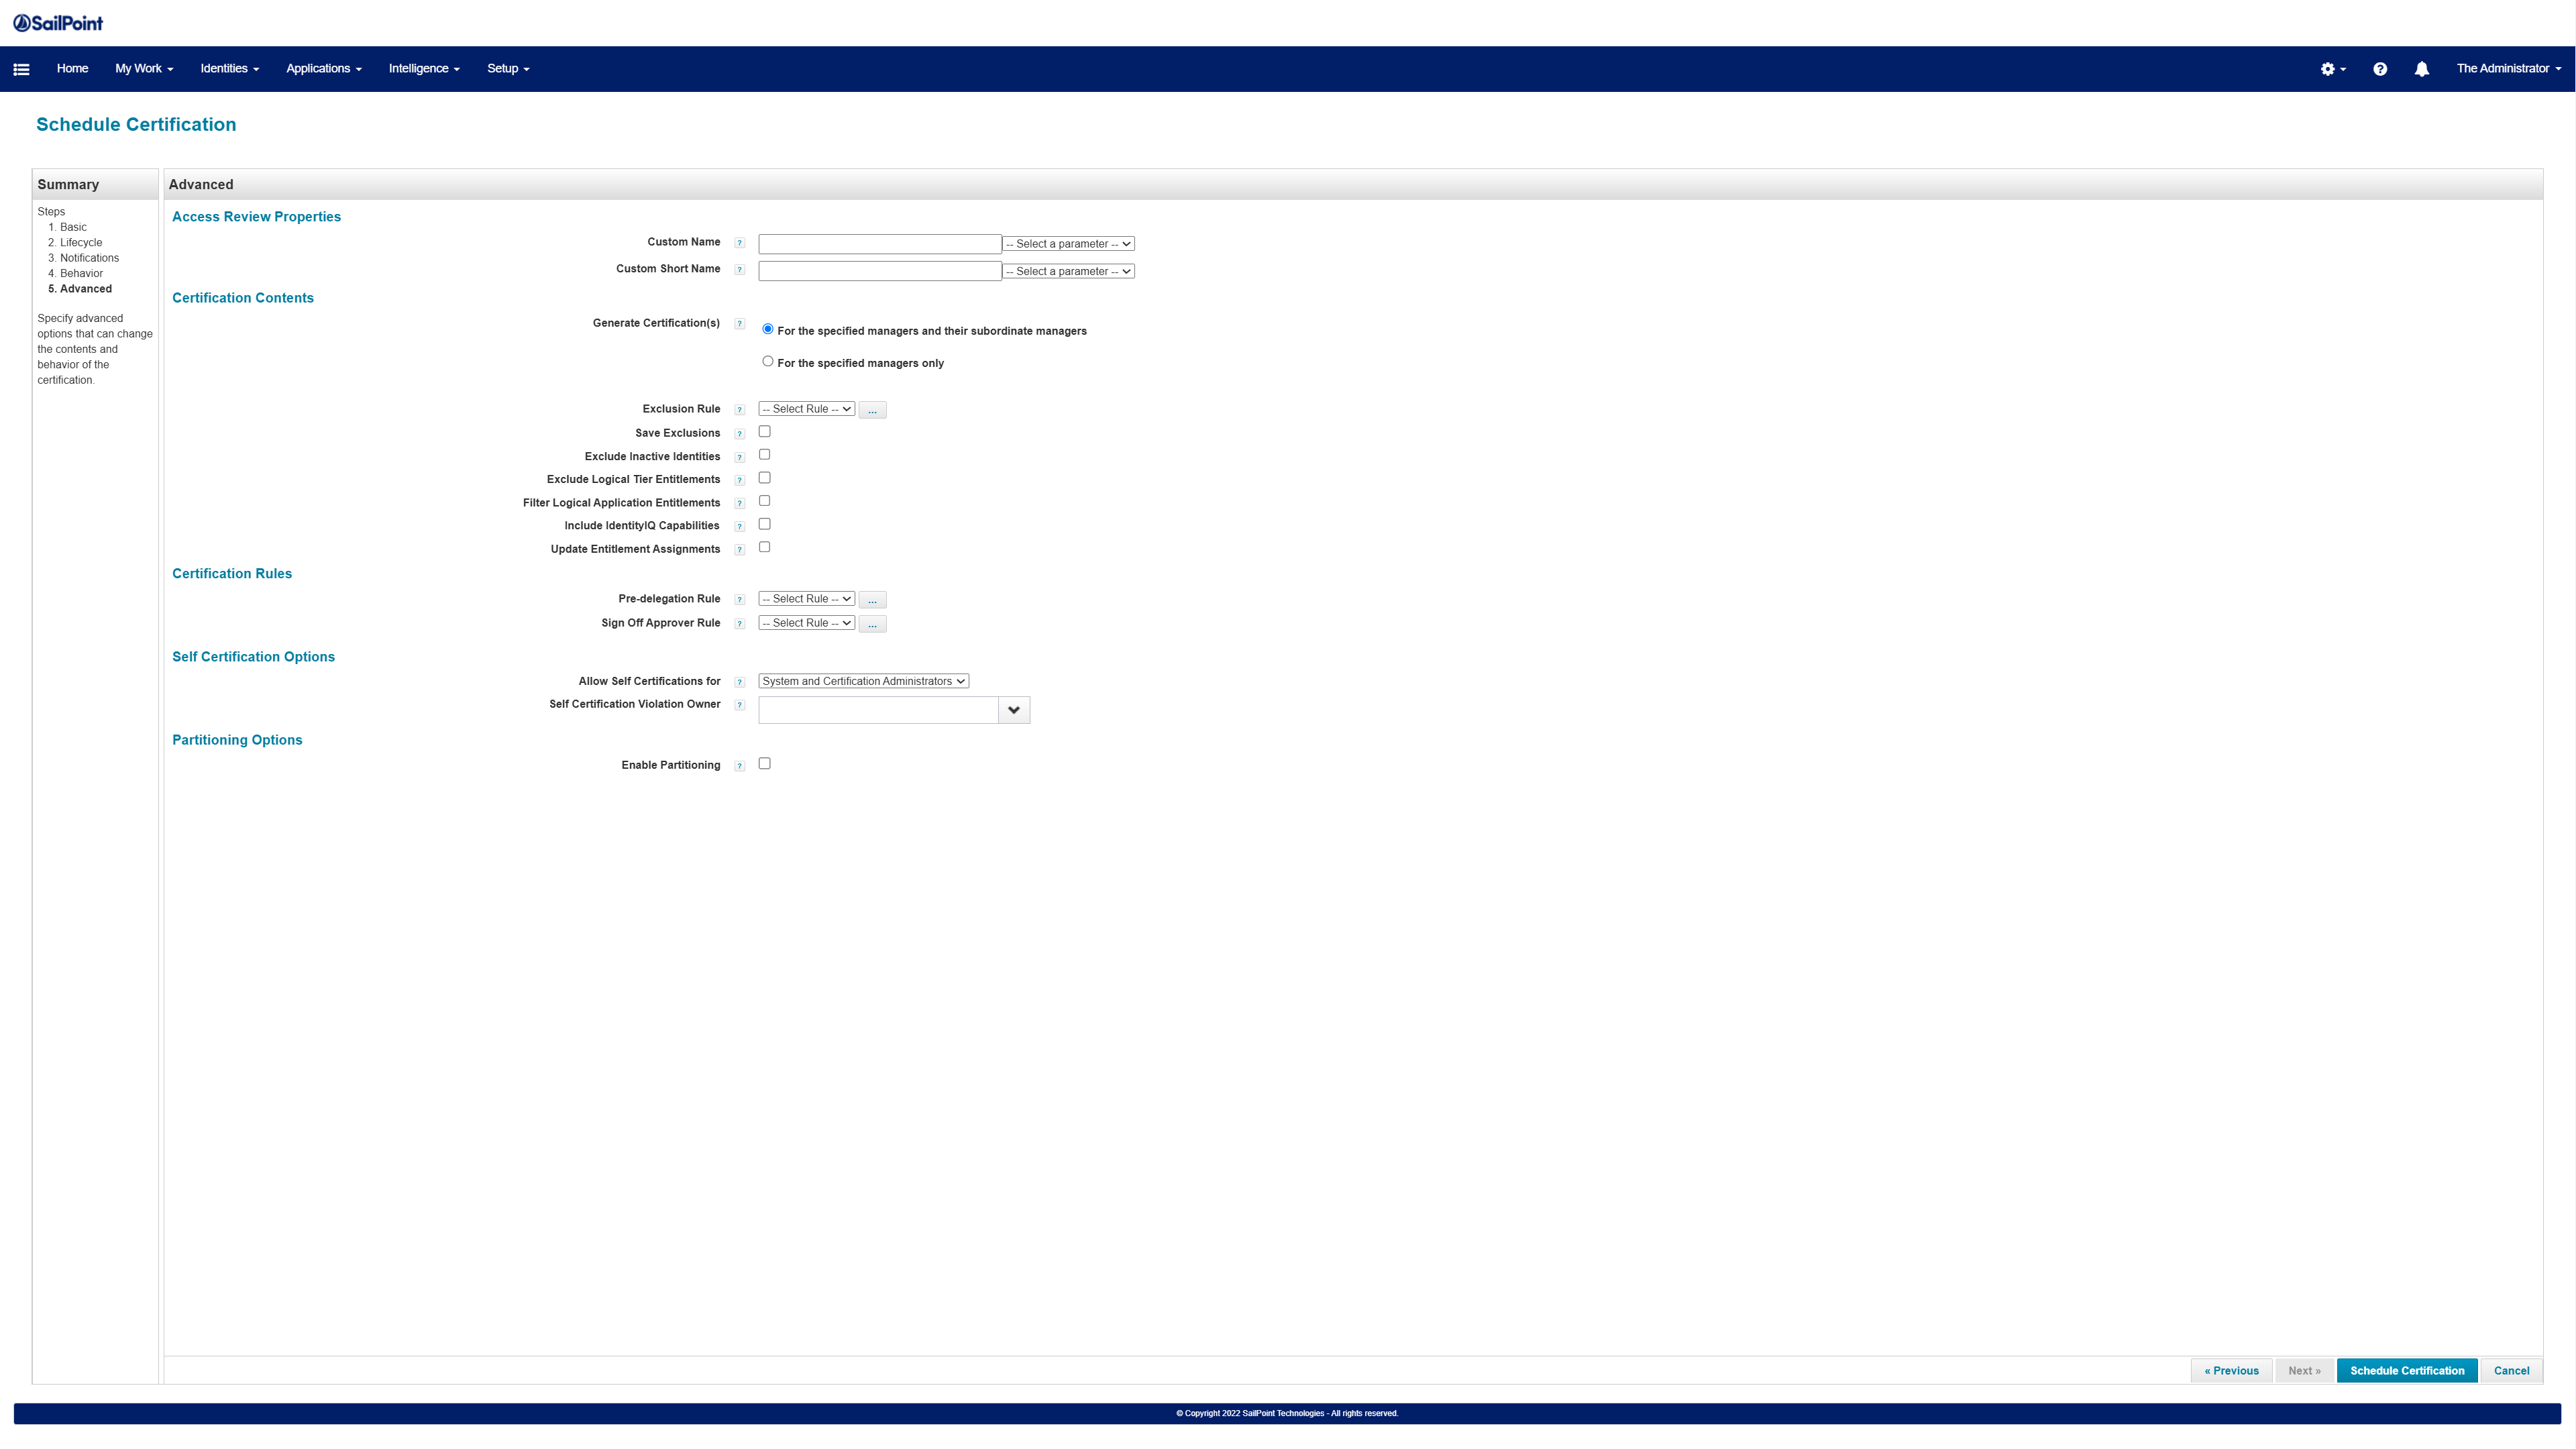 SailPoint
Home My Work Identities Applications Intelligence Setup The Administrator
Schedule Certification
Summary
Steps
1. Basic
2. Lifecycle
3. Notifications
4. Behavior
5. Advanced
Specify advanced
options that can change
the contents and
behavior of the
certification.
Advanced
Access Review Properties
Custom Name ? -- Select a parameter --
Custom Short Name ? -- Select a parameter --
Certification Contents
Generate Certification(s) ? For the specified managers and their subordinate managers
For the specified managers only
Exclusion Rule ? -- Select Rule -- ...
Save Exclusions ?
Exclude Inactive Identities ?
Exclude Logical Tier Entitlements ?
Filter Logical Application Entitlements ?
Include IdentityIQ Capabilities ?
Update Entitlement Assignments ?
Certification Rules
Pre-delegation Rule ? -- Select Rule -- ...
Sign Off Approver Rule ? -- Select Rule -- ...
Self Certification Options
Allow Self Certifications for ? System and Certification Administrators
Self Certification Violation Owner ?
Partitioning Options
Enable Partitioning ?
« Previous Next » Schedule Certification Cancel
© Copyright 2022 SailPoint Technologies - All rights reserved.